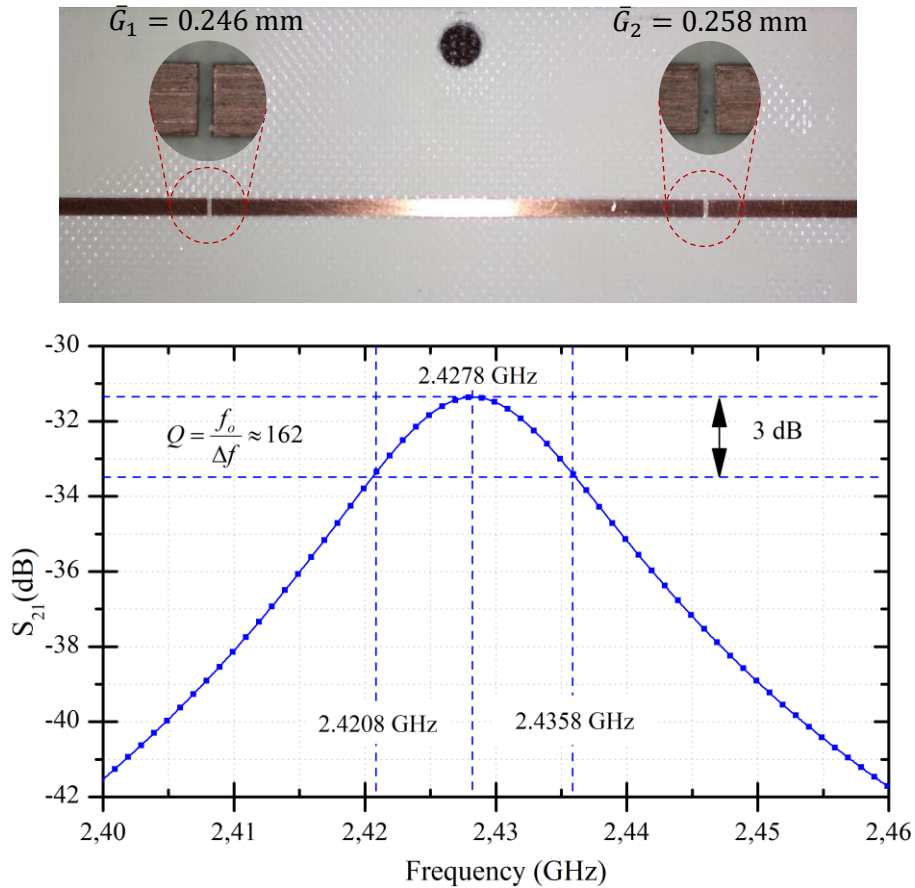 Ḡ₁ = 0.246 mm
Ḡ₂ = 0.258 mm
-30
2.4278 GHz
-32
Q = f₀/Δf ≈ 162
3 dB
-34
-36
S₂₁(dB)
-38
-40
2.4208 GHz
2.4358 GHz
-42
2,40
2,41
2,42
2,43
2,44
2,45
2,46
Frequency (GHz)